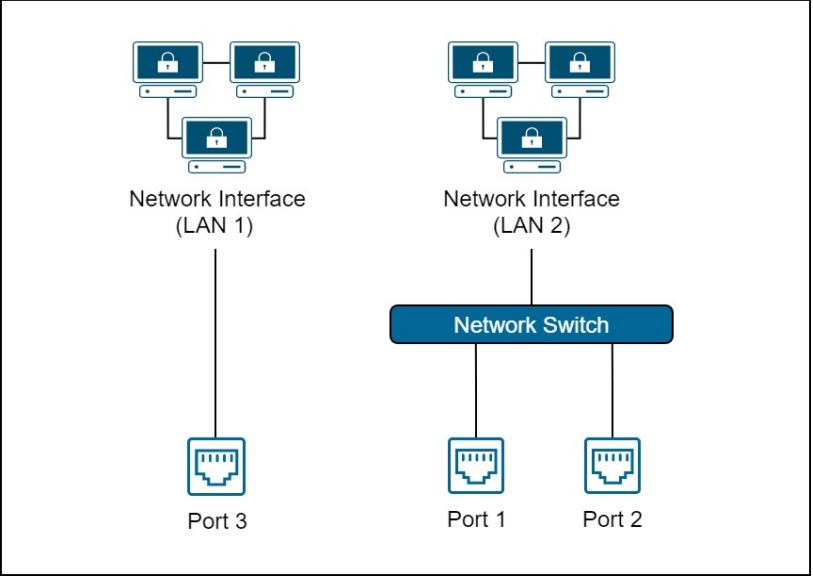 Network Interface
(LAN 1)
Network Interface
(LAN 2)
Network Switch
Port 3
Port 1
Port 2